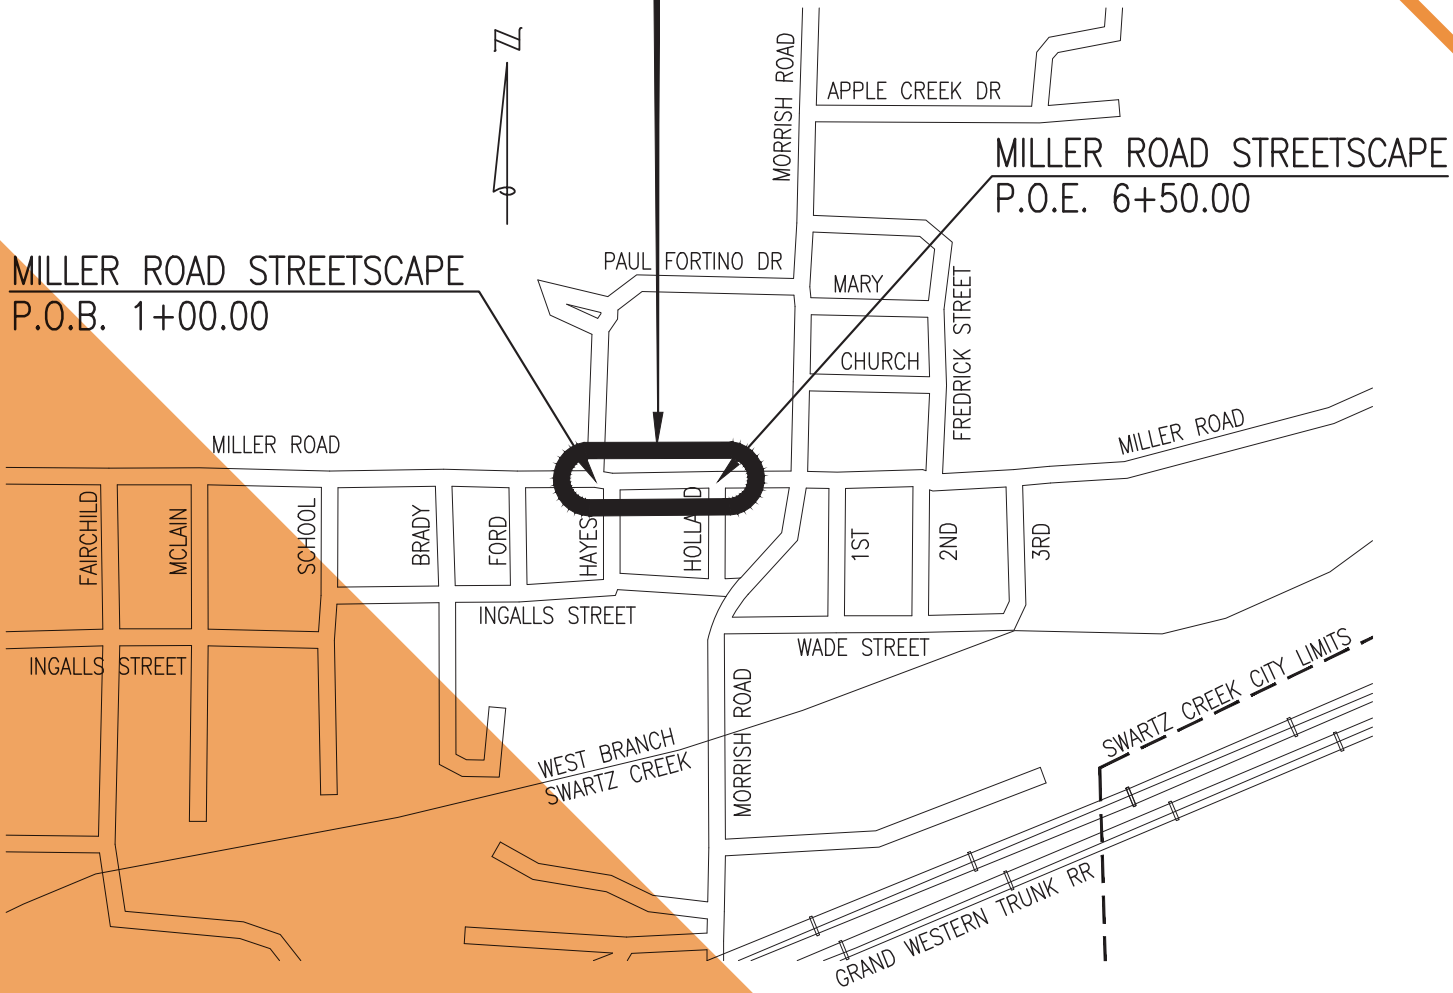 N
MORRISH ROAD
APPLE CREEK DR
MILLER ROAD STREETSCAPE
P.O.E. 6+50.00
MILLER ROAD STREETSCAPE
P.O.B. 1+00.00
PAUL FORTINO DR
MARY
FREDRICK STREET
CHURCH
MILLER ROAD
MILLER ROAD
FAIRCHILD
MCLAIN
SCHOOL
BRADY
FORD
HAYES
HOLLAND
1ST
2ND
3RD
INGALLS STREET
WADE STREET
INGALLS STREET
MORRISH ROAD
WEST BRANCH
SWARTZ CREEK
SWARTZ CREEK CITY LIMITS
GRAND WESTERN TRUNK RR